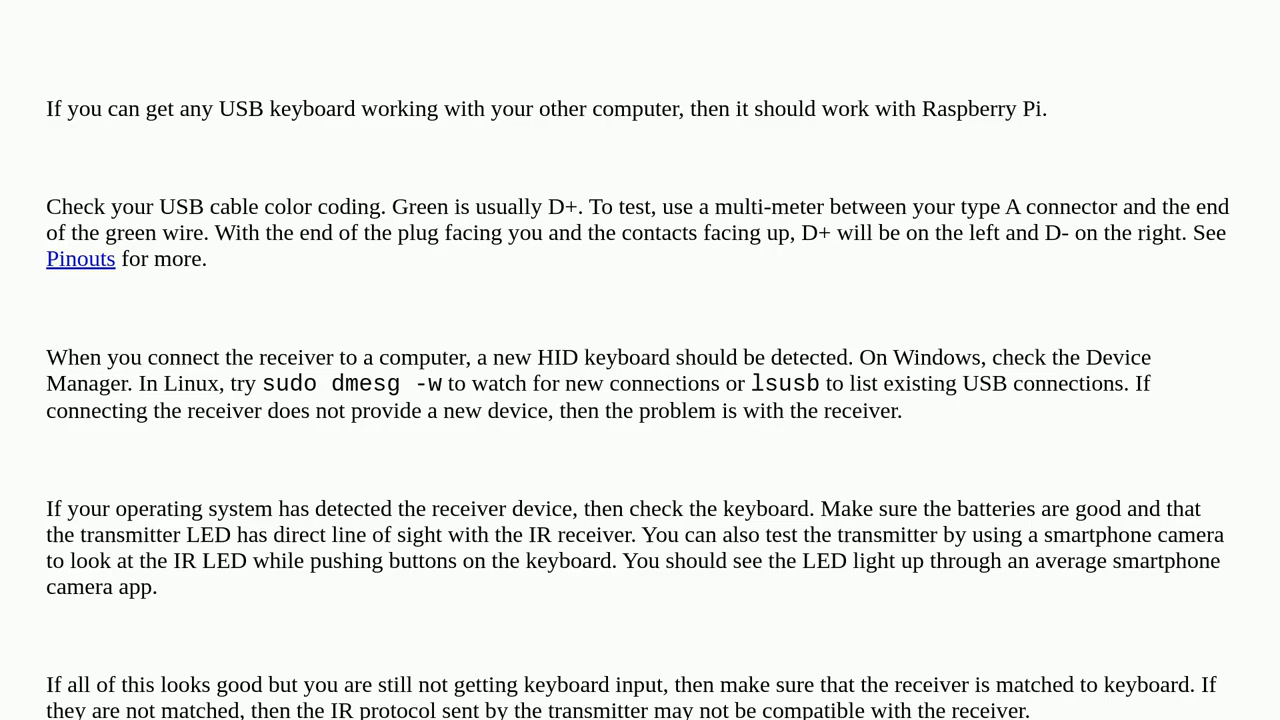 If you can get any USB keyboard working with your other computer, then it should work with Raspberry Pi.
Check your USB cable color coding. Green is usually D+. To test, use a multi-meter between your type A connector and the end
of the green wire. With the end of the plug facing you and the contacts facing up, D+ will be on the left and D- on the right. See
Pinouts for more.
When you connect the receiver to a computer, a new HID keyboard should be detected. On Windows, check the Device
Manager. In Linux, try sudo dmesg -w to watch for new connections or lsusb to list existing USB connections. If
connecting the receiver does not provide a new device, then the problem is with the receiver.
If your operating system has detected the receiver device, then check the keyboard. Make sure the batteries are good and that
the transmitter LED has direct line of sight with the IR receiver. You can also test the transmitter by using a smartphone camera
to look at the IR LED while pushing buttons on the keyboard. You should see the LED light up through an average smartphone
camera app.
If all of this looks good but you are still not getting keyboard input, then make sure that the receiver is matched to keyboard. If
they are not matched, then the IR protocol sent by the transmitter may not be compatible with the receiver.